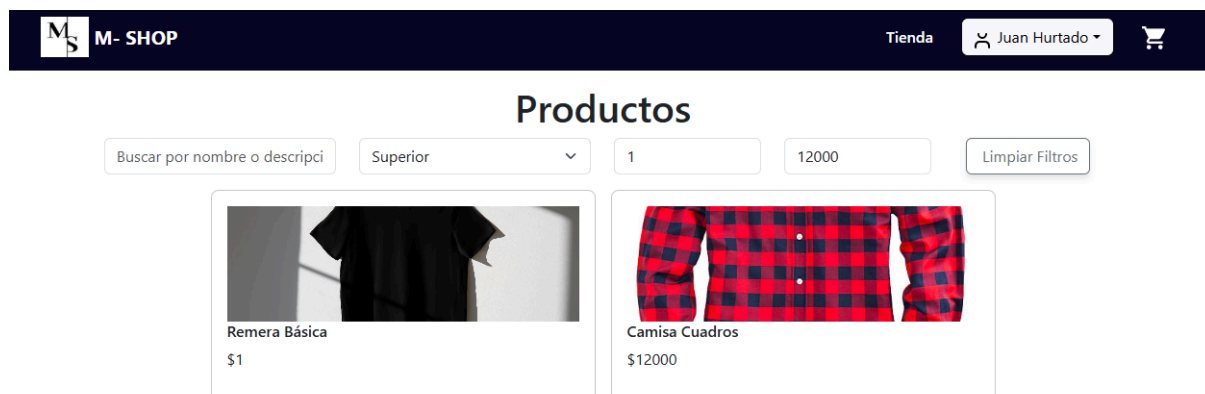 MS M- SHOP Tienda Juan Hurtado
Productos
Buscar por nombre o descripci Superior 1 12000 Limpiar Filtros
Remera Básica Camisa Cuadros
$1 $12000